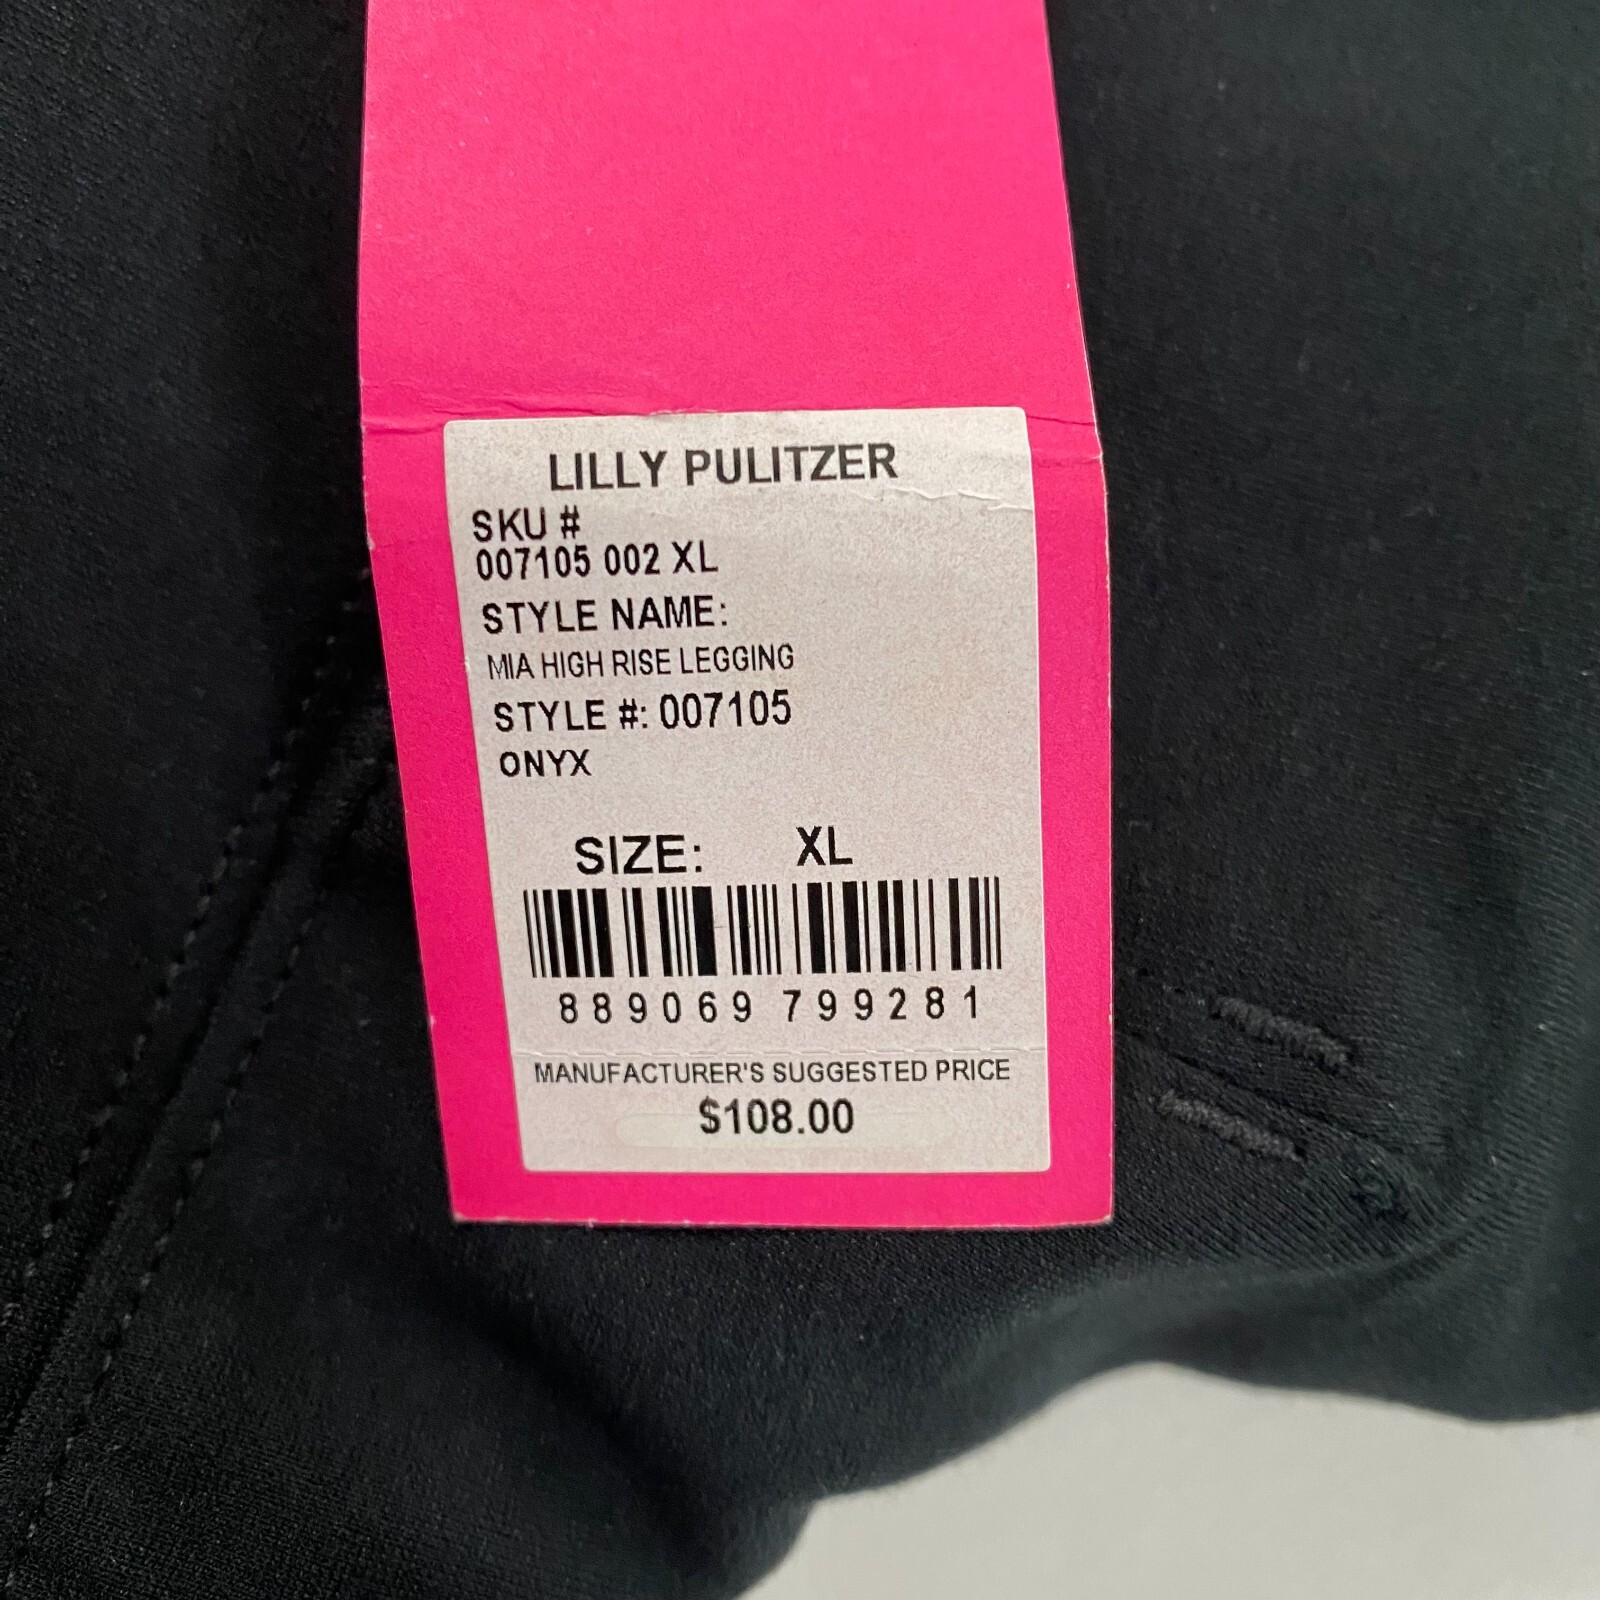 LILLY PULITZER
SKU #
007105 002 XL
STYLE NAME:
MIA HIGH RISE LEGGING
STYLE #: 007105
ONYX
SIZE: XL
889069 799281
MANUFACTURER'S SUGGESTED PRICE
$108.00